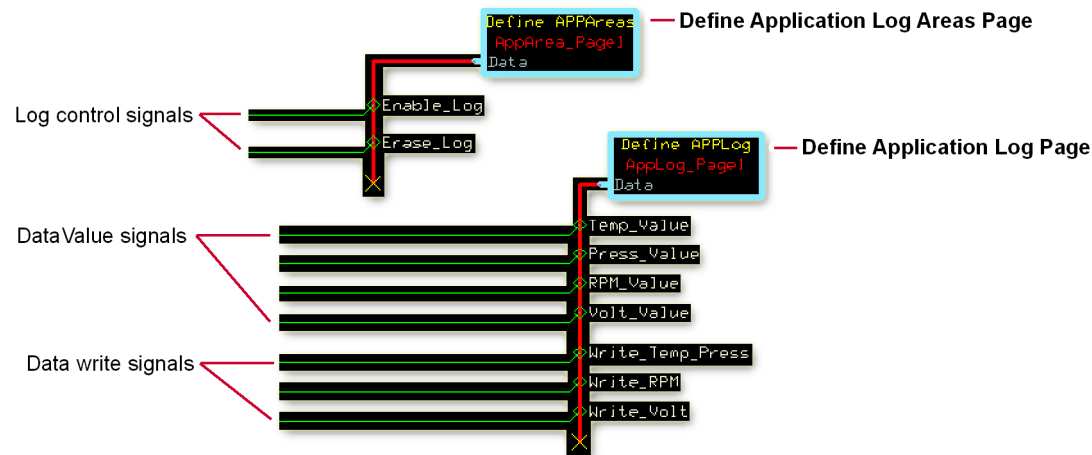 Define APPAreas
AppArea_Page1
Data
Define Application Log Areas Page
Log control signals
Enable_Log
Erase_Log
Define APPLog
AppLog_Page1
Data
Define Application Log Page
DataValue signals
Temp_Value
Press_Value
RPM_Value
Volt_Value
Data write signals
Write_Temp_Press
Write_RPM
Write_Volt